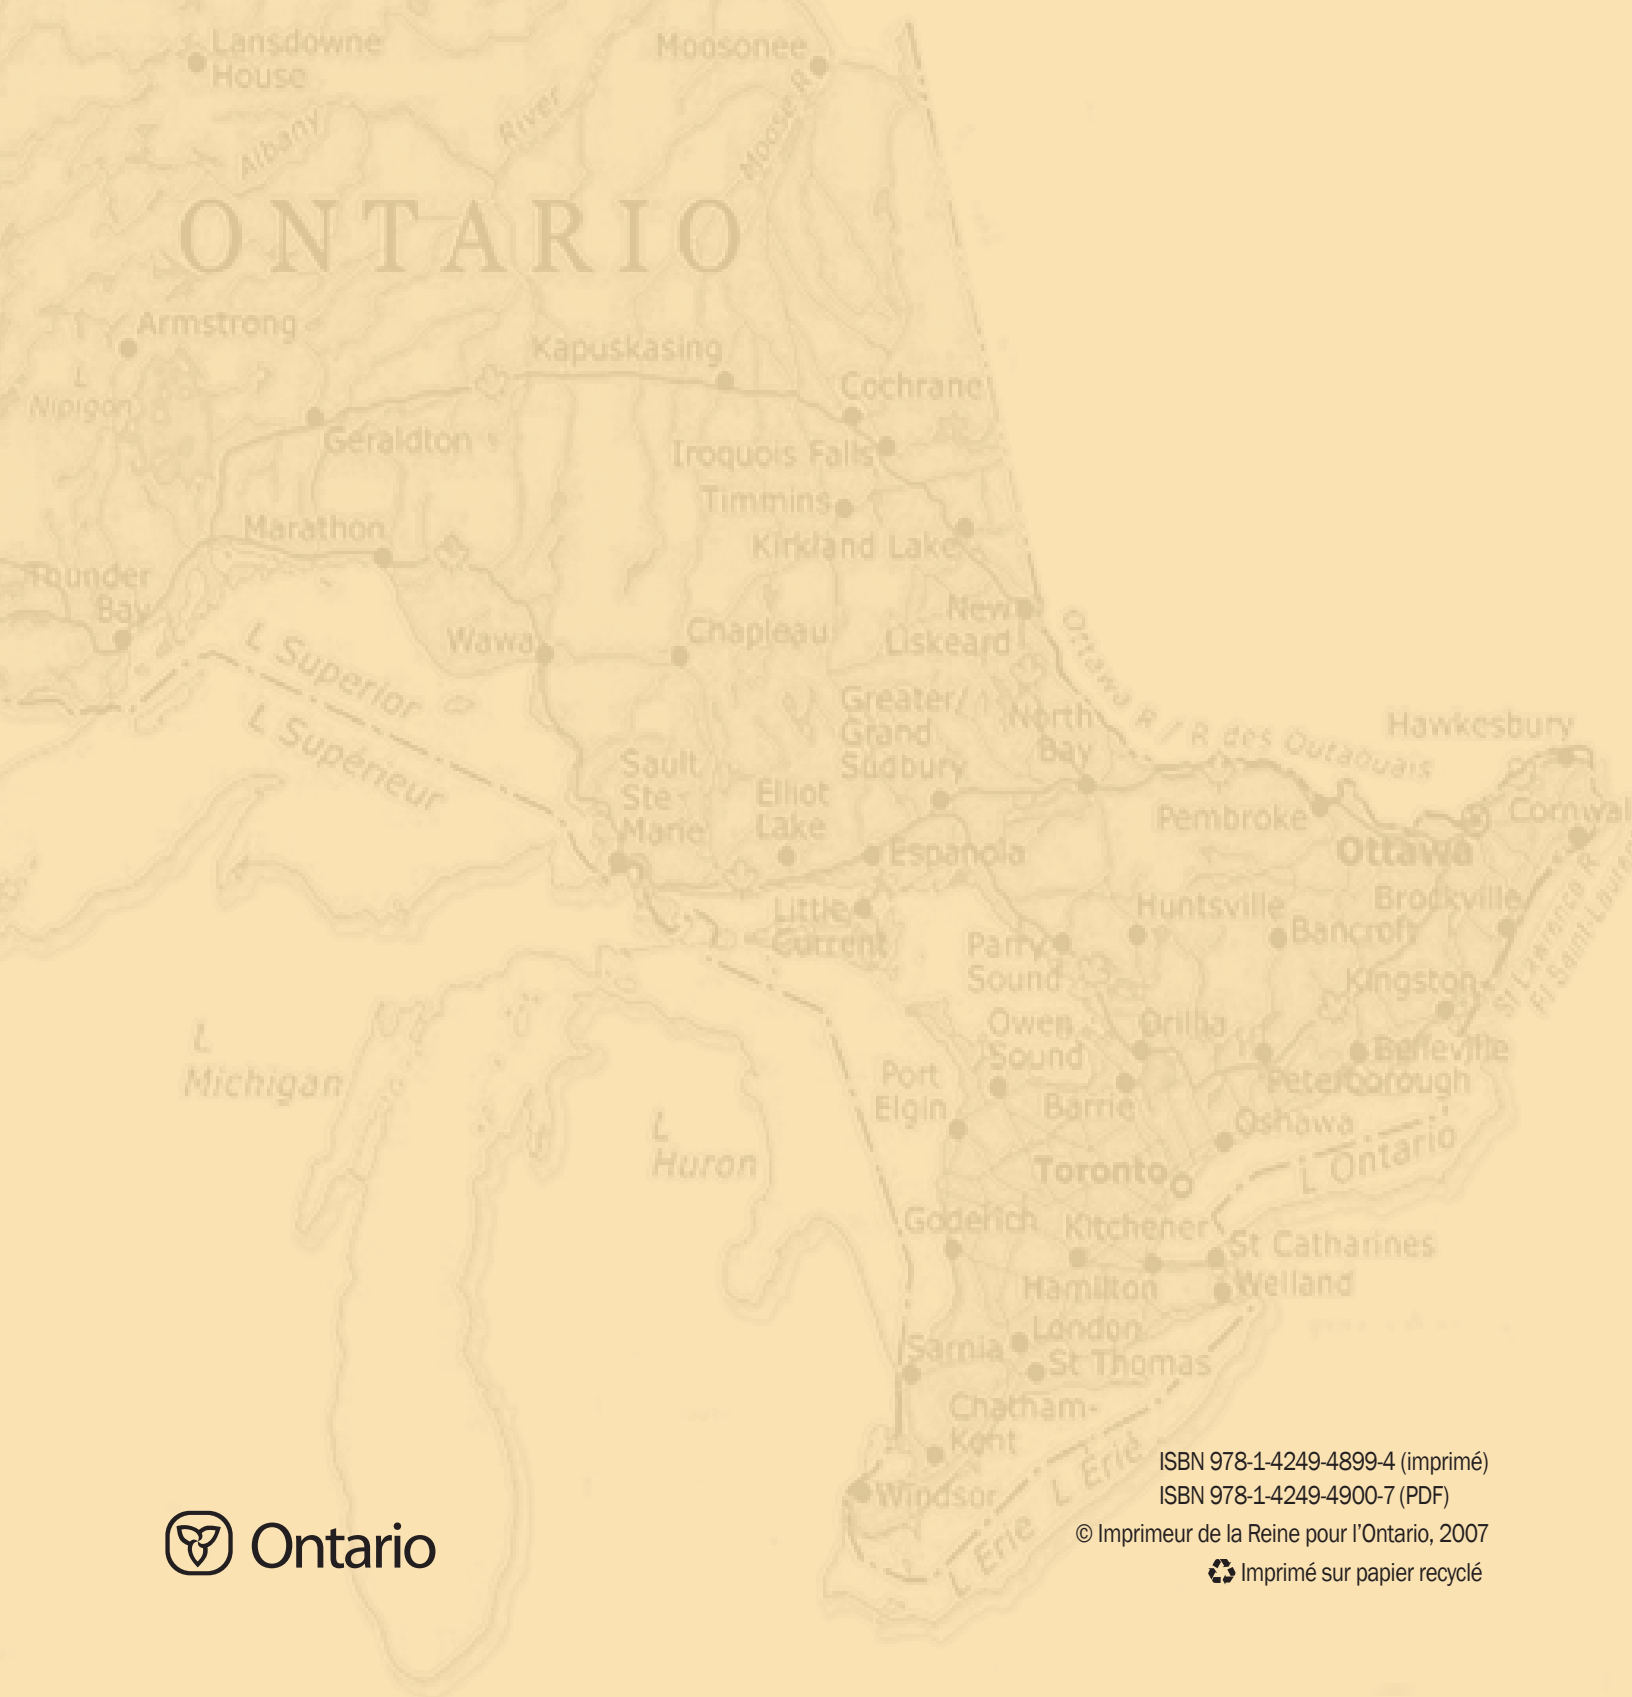 Lansdowne
House
Moosonee
Albany
River
Moose R
ONTARIO
Armstrong
L
Nipigon
Kapuskasing
Cochrane
Geraldton
Iroquois Falls
Timmins
Marathon
Kirkland Lake
Thunder
Bay
New
Liskeard
Wawa
Chapleau
L Superior
L Supérieur
Ottawa R / R des Outaouais
Greater/
Grand
Sudbury
North
Bay
Hawkesbury
Sault
Ste-
Marie
Elliot
Lake
Pembroke
Cornwal
Ottawa
Espanola
Little
Current
Huntsville
Brockville
Bancroft
Parry
Sound
Kingston
St Lawrence R
Fl Saint-Lauren
Owen
Sound
Orillia
Belleville
Peterborough
L
Michigan
Port
Elgin
Barrie
Oshawa
L
Huron
Toronto
L Ontario
Goderich
Kitchener
St Catharines
Hamilton
Welland
London
Sarnia
St Thomas
Chatham-
Kent
L Érié
L Erie
Windsor
ISBN 978-1-4249-4899-4 (imprimé)
ISBN 978-1-4249-4900-7 (PDF)
© Imprimeur de la Reine pour l’Ontario, 2007
Imprimé sur papier recyclé
Ontario